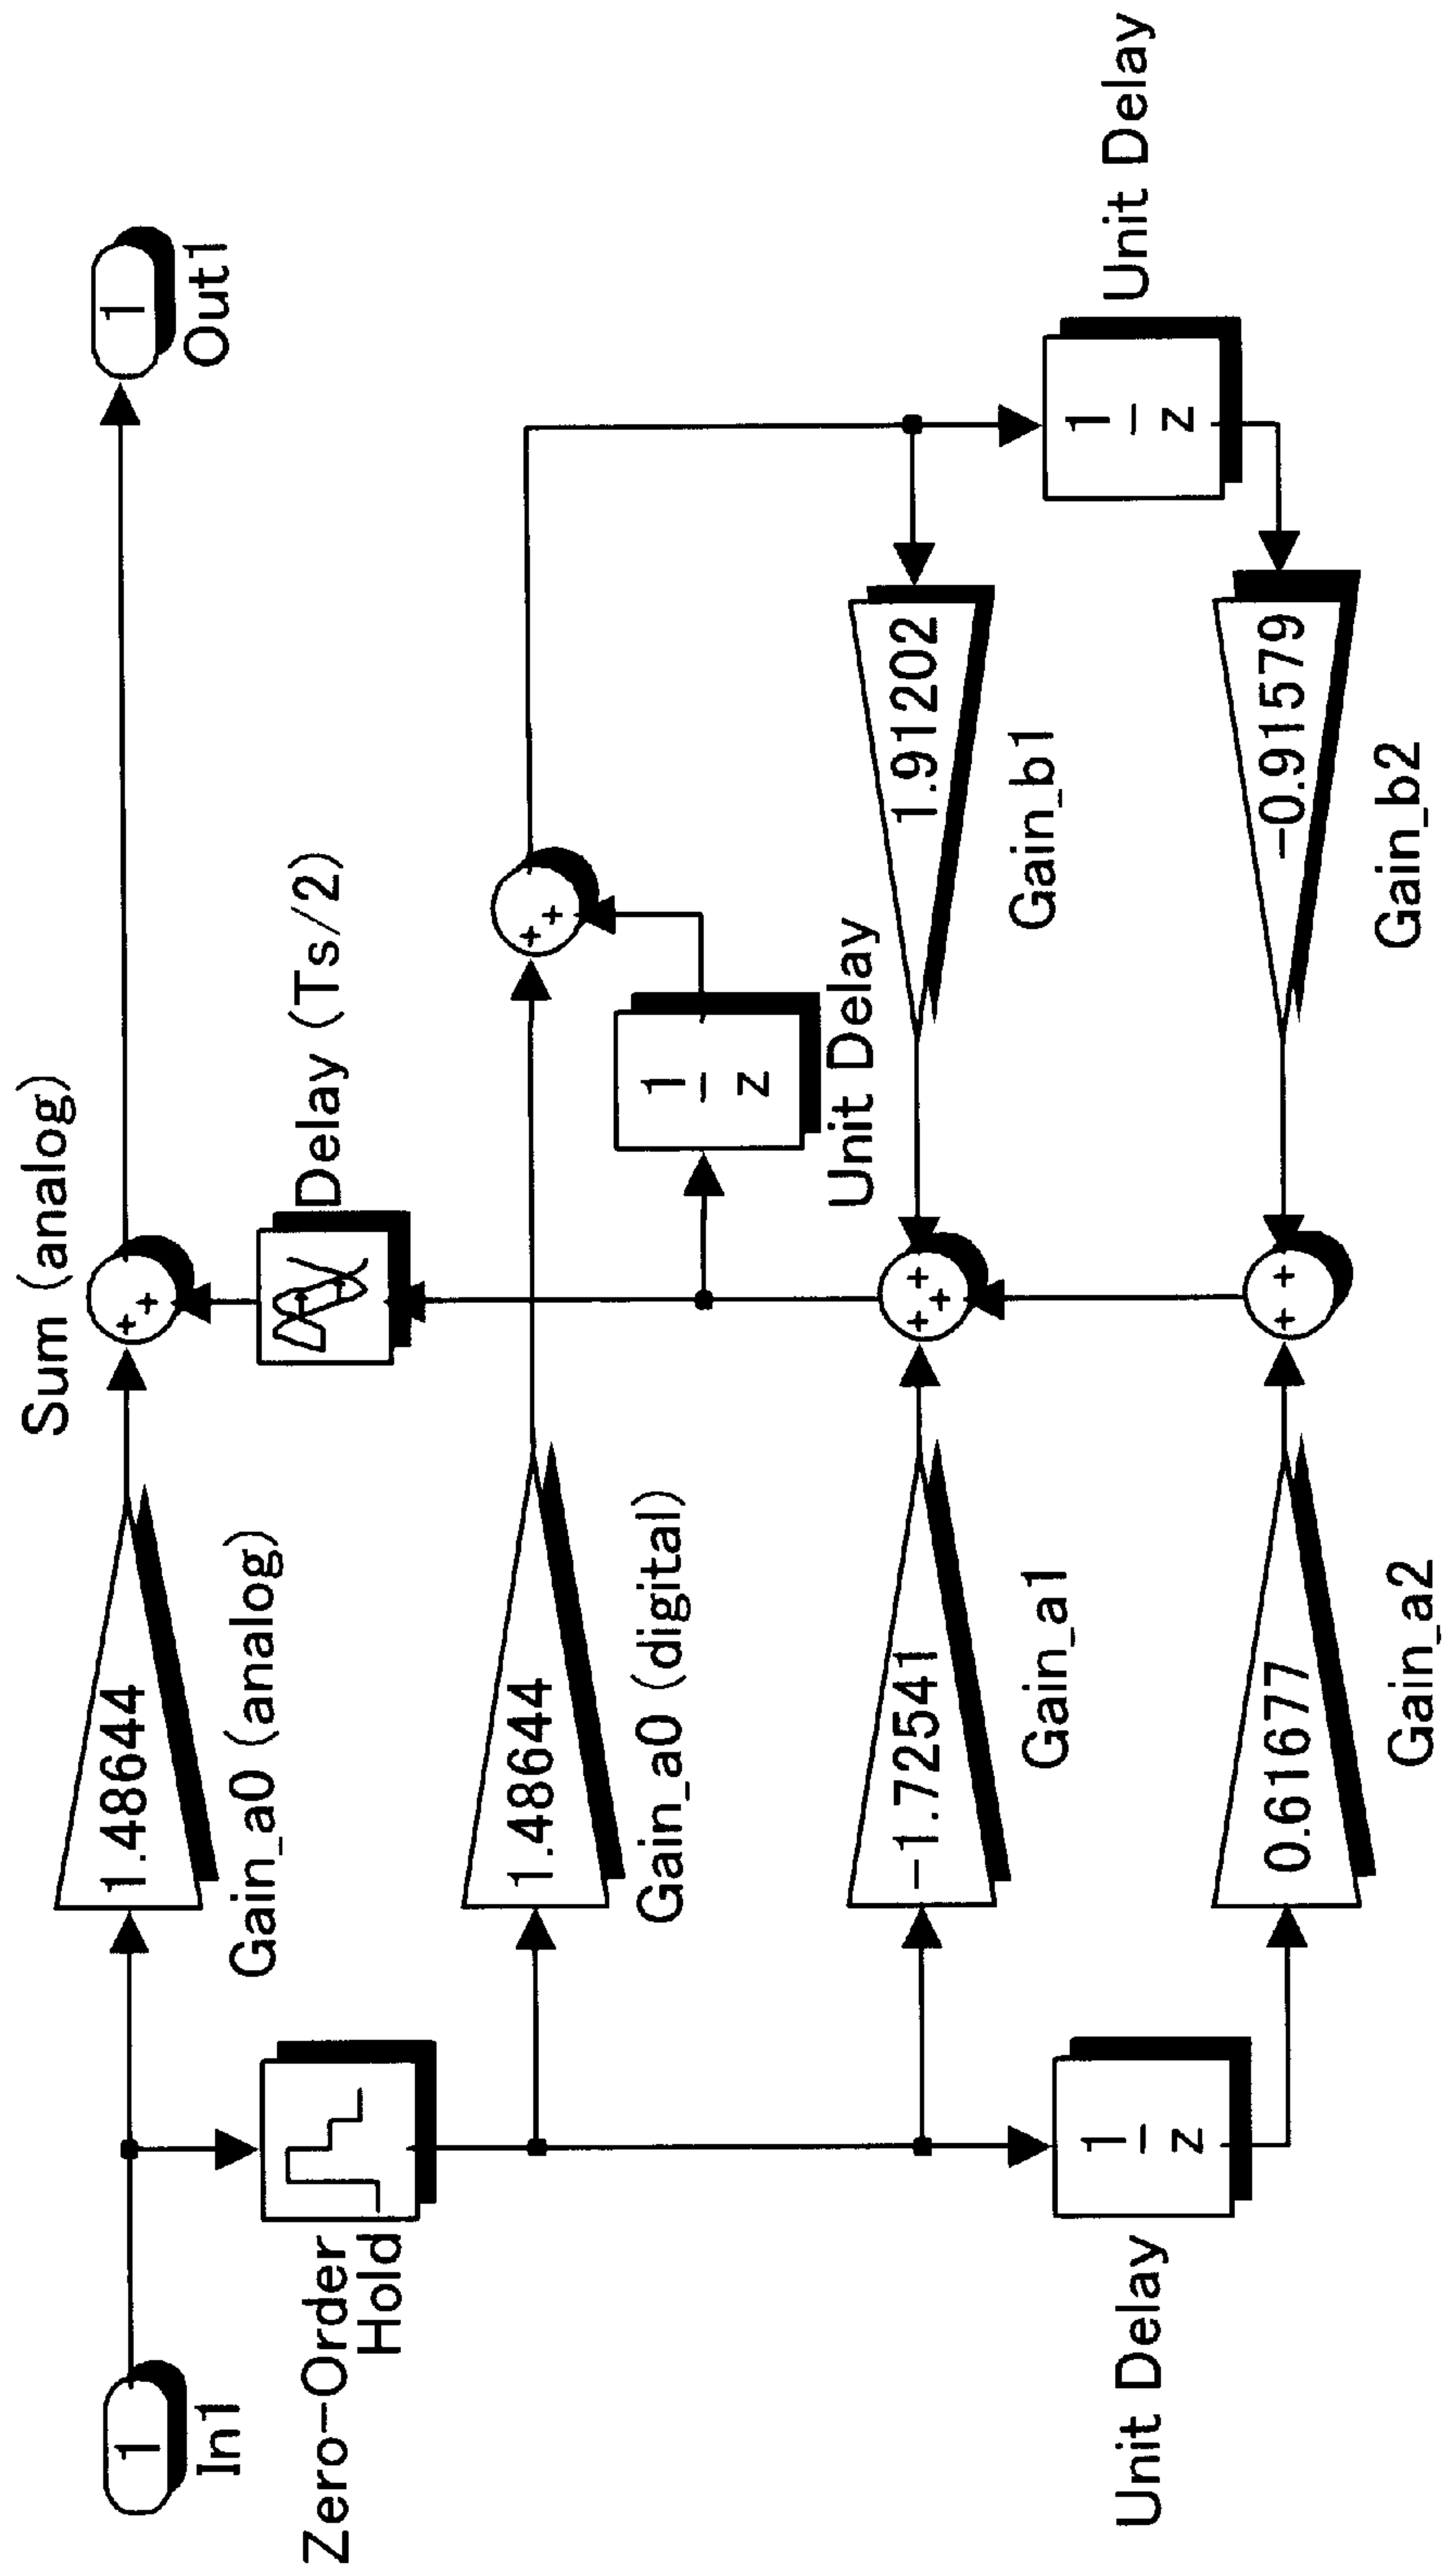 Sum (analog)
1
Out1
1.48644
Gain_a0 (analog)
+
+
Delay (Ts/2)
1
In1
Zero-Order
Hold
1.48644
Gain_a0 (digital)
+
+
1
z
Unit Delay
-1.72541
Gain_a1
+
+
+
1.91202
Gain_b1
1
z
Unit Delay
1
z
Unit Delay
0.61677
Gain_a2
+
+
-0.91579
Gain_b2